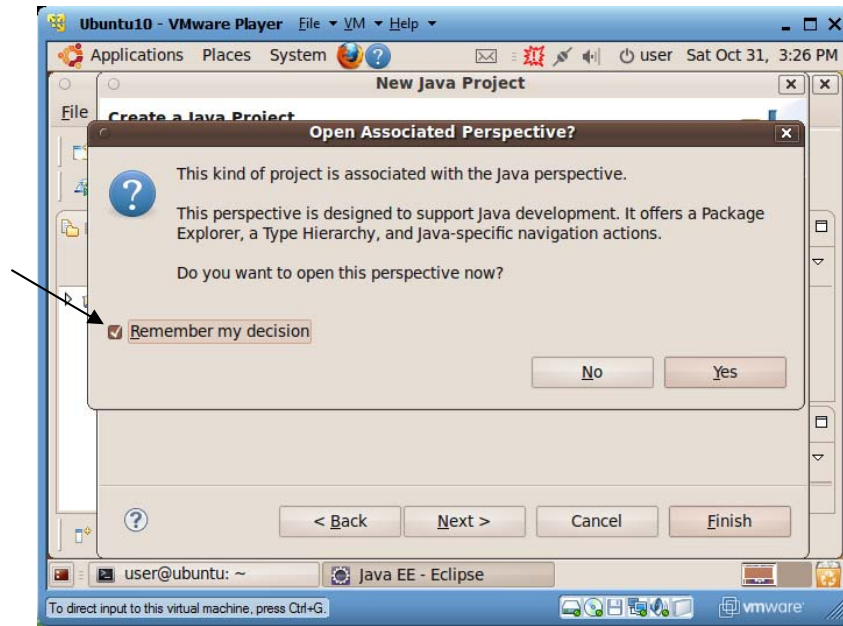 Ubuntu10 - VMware Player File VM Help
Applications Places System user Sat Oct 31, 3:26 PM
New Java Project
File
Create a Java Project
Open Associated Perspective?
This kind of project is associated with the Java perspective.
This perspective is designed to support Java development. It offers a Package
Explorer, a Type Hierarchy, and Java-specific navigation actions.
Do you want to open this perspective now?
Remember my decision
No Yes
< Back Next > Cancel Finish
user@ubuntu: ~ Java EE - Eclipse
To direct input to this virtual machine, press Ctrl+G. vmware